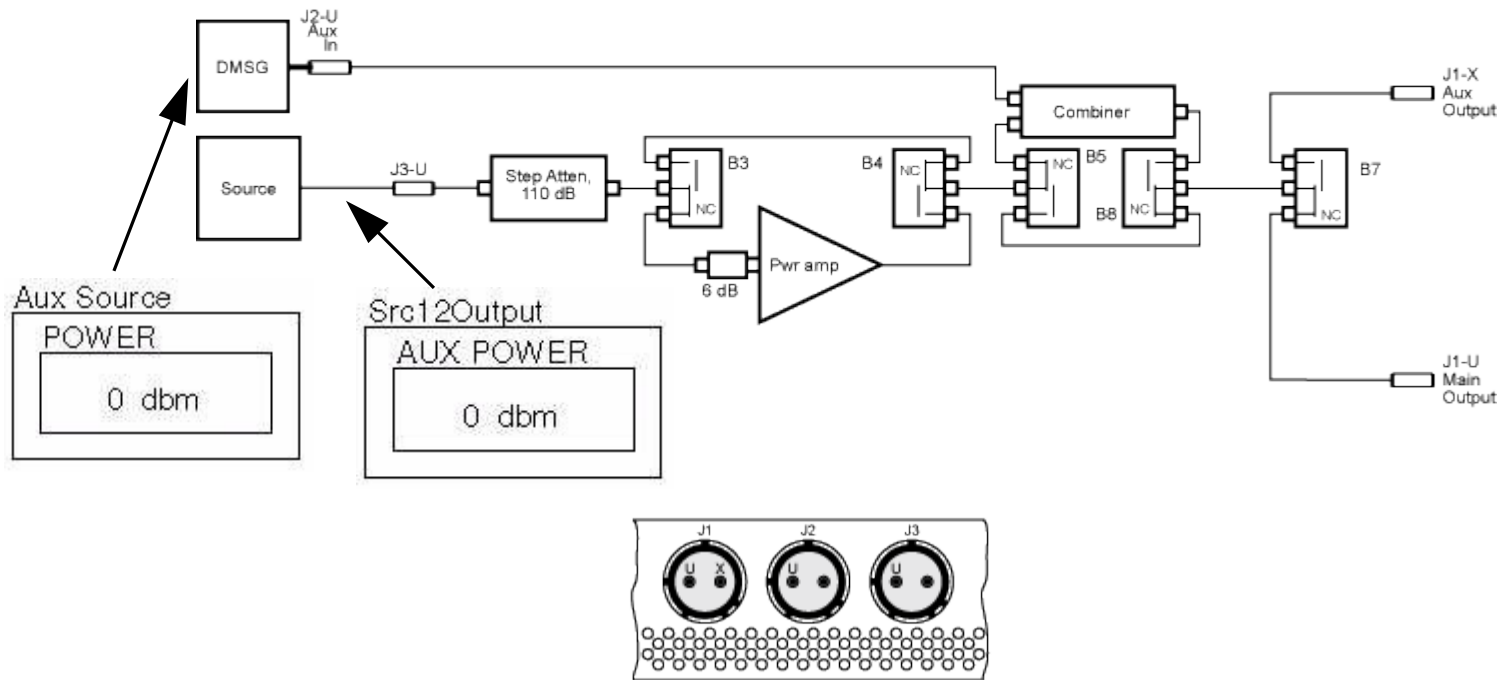 J2-U
Aux
In
DMSG
J1-X
Aux
Output
Combiner
Source
J3-U
Step Atten,
110 dB
B3
NC
B4
NC
NC
B5
B8
NC
B7
NC
6 dB
Pwr amp
Aux Source
POWER
0 dbm
Src12Output
AUX POWER
0 dbm
J1-U
Main
Output
J1
J2
J3
U X
U
U